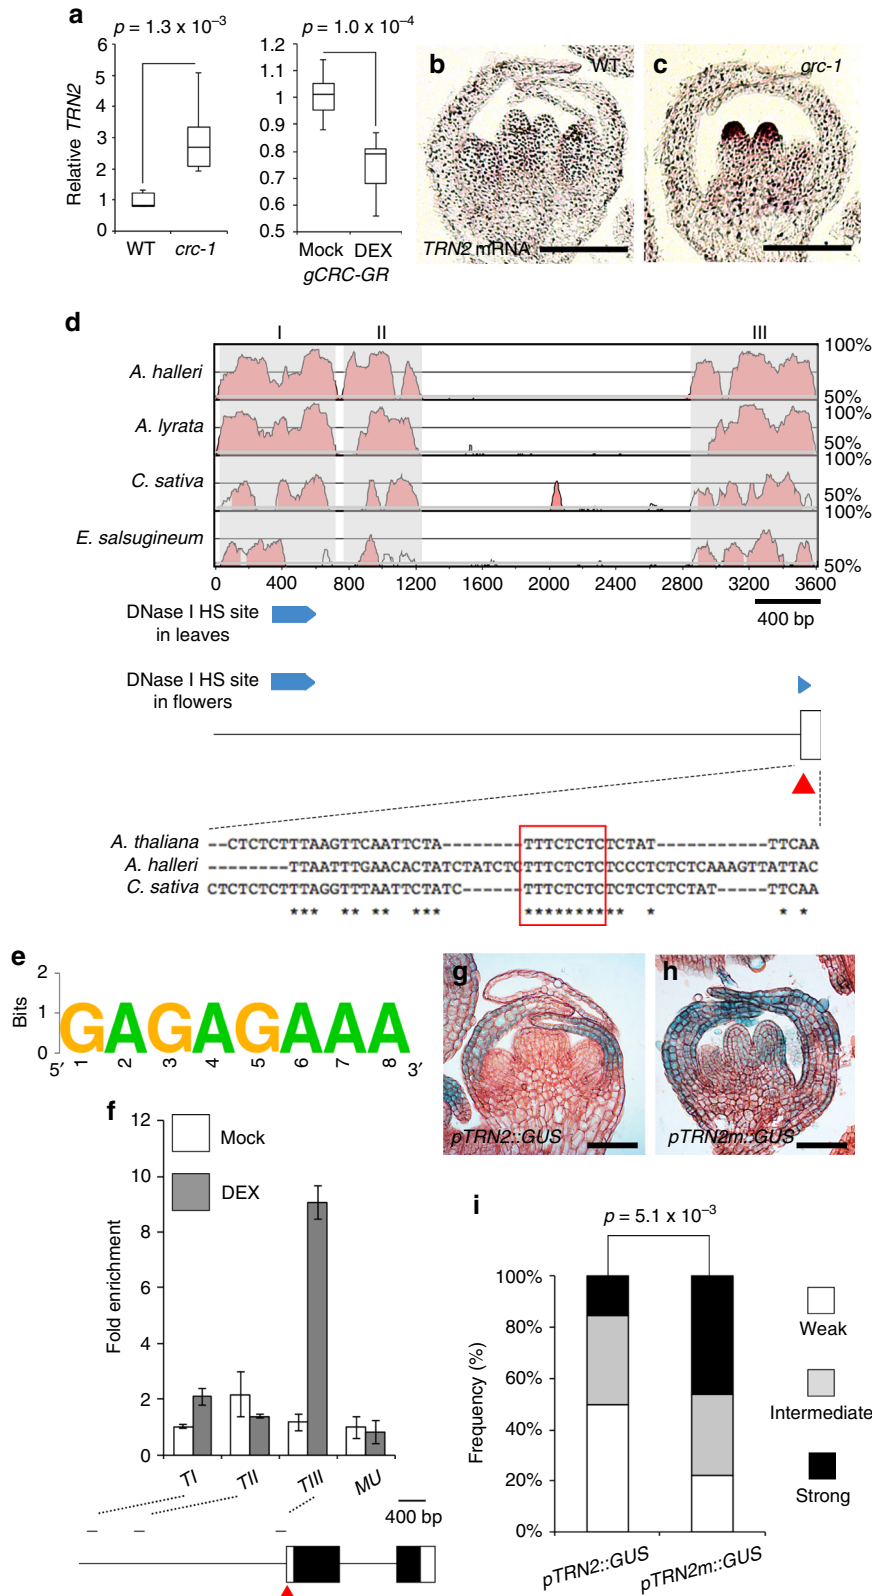 a
p = 1.3 x 10⁻³
p = 1.0 x 10⁻⁴
Relative TRN2
6
5
4
3
2
1
0
WT
crc-1
1.2
1.1
1
0.9
0.8
0.7
0.6
0.5
Mock
DEX
gCRC-GR
b
WT
TRN2 mRNA
c
crc-1
d
I
II
III
A. halleri
100%
50%
A. lyrata
100%
50%
C. sativa
100%
50%
E. salsugineum
100%
50%
0 400 800 1200 1600 2000 2400 2800 3200 3600
400 bp
DNase I HS site
in leaves
DNase I HS site
in flowers
A. thaliana --CTCTCTTTAAGTTCAATTCTA--------TTTCTCTCTCTAT-----------TTCAA
A. halleri --------TTAATTTGAACACTATCTATCTCTTTCTCTCTCCCTCTCTCAAAGTTATTAC
C. sativa CTCTCTCTTTAGGTTTAATTCTATC------TTTCTCTCTCTCTCTCTAT-----TTCAA
*** ** ** *** ********** * * *
e
Bits
2
1
0
GAGAGAAA
5′ 1 2 3 4 5 6 7 8 3′
f
Fold enrichment
12
10
8
6
4
2
0
Mock
DEX
TI
TII
TIII
MU
400 bp
g
pTRN2::GUS
h
pTRN2m::GUS
i
p = 5.1 x 10⁻³
Frequency (%)
100%
80%
60%
40%
20%
0%
pTRN2::GUS
pTRN2m::GUS
Weak
Intermediate
Strong